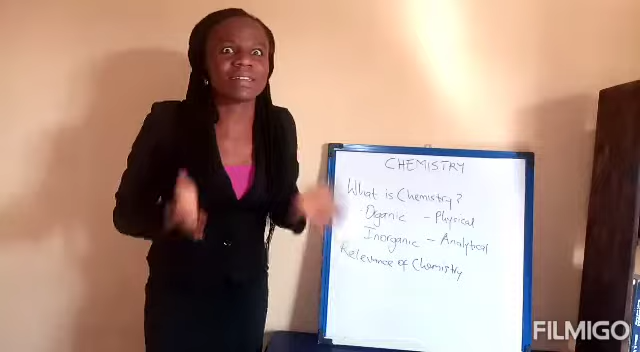 CHEMISTRY
What is Chemistry?
Organic - Physical
Inorganic - Analytical
Relevance of Chemistry
FILMIGO